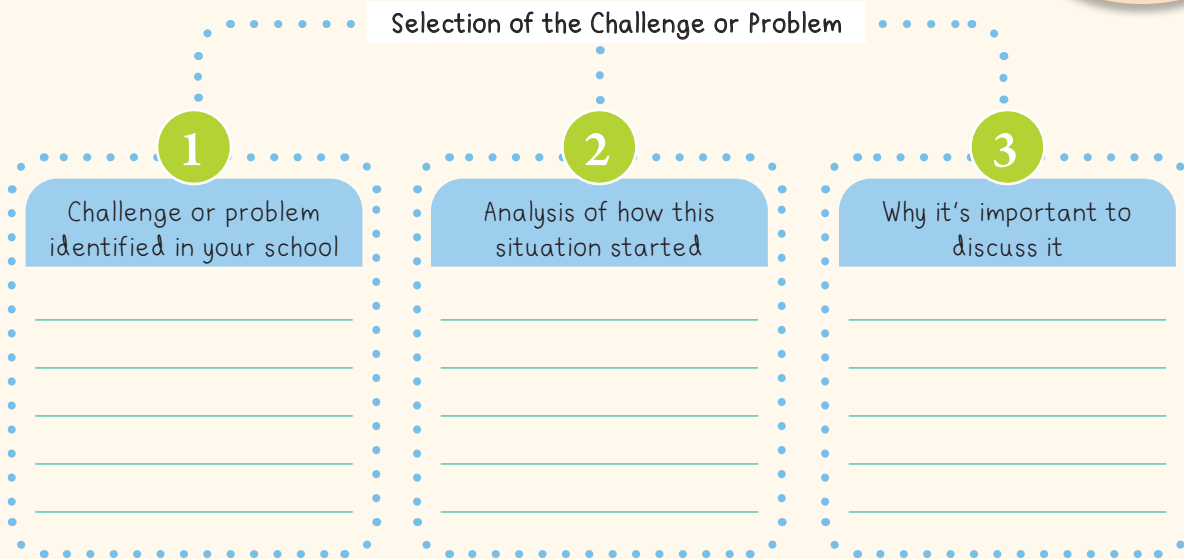 Selection of the Challenge or Problem
1
Challenge or problem
identified in your school
2
Analysis of how this
situation started
3
Why it's important to
discuss it